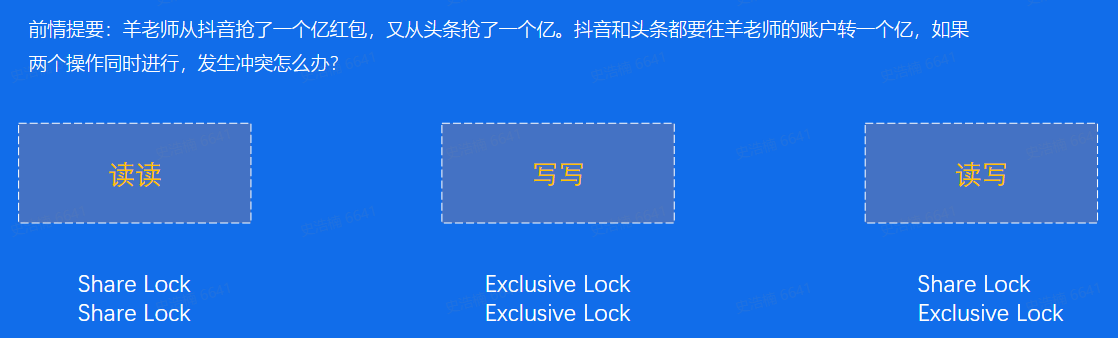 前情提要：羊老师从抖音抢了一个亿红包，又从头条抢了一个亿。抖音和头条都要往羊老师的账户转一个亿，如果
两个操作同时进行，发生冲突怎么办？
读读
写写
读写
Share Lock
Share Lock
Exclusive Lock
Exclusive Lock
Share Lock
Exclusive Lock